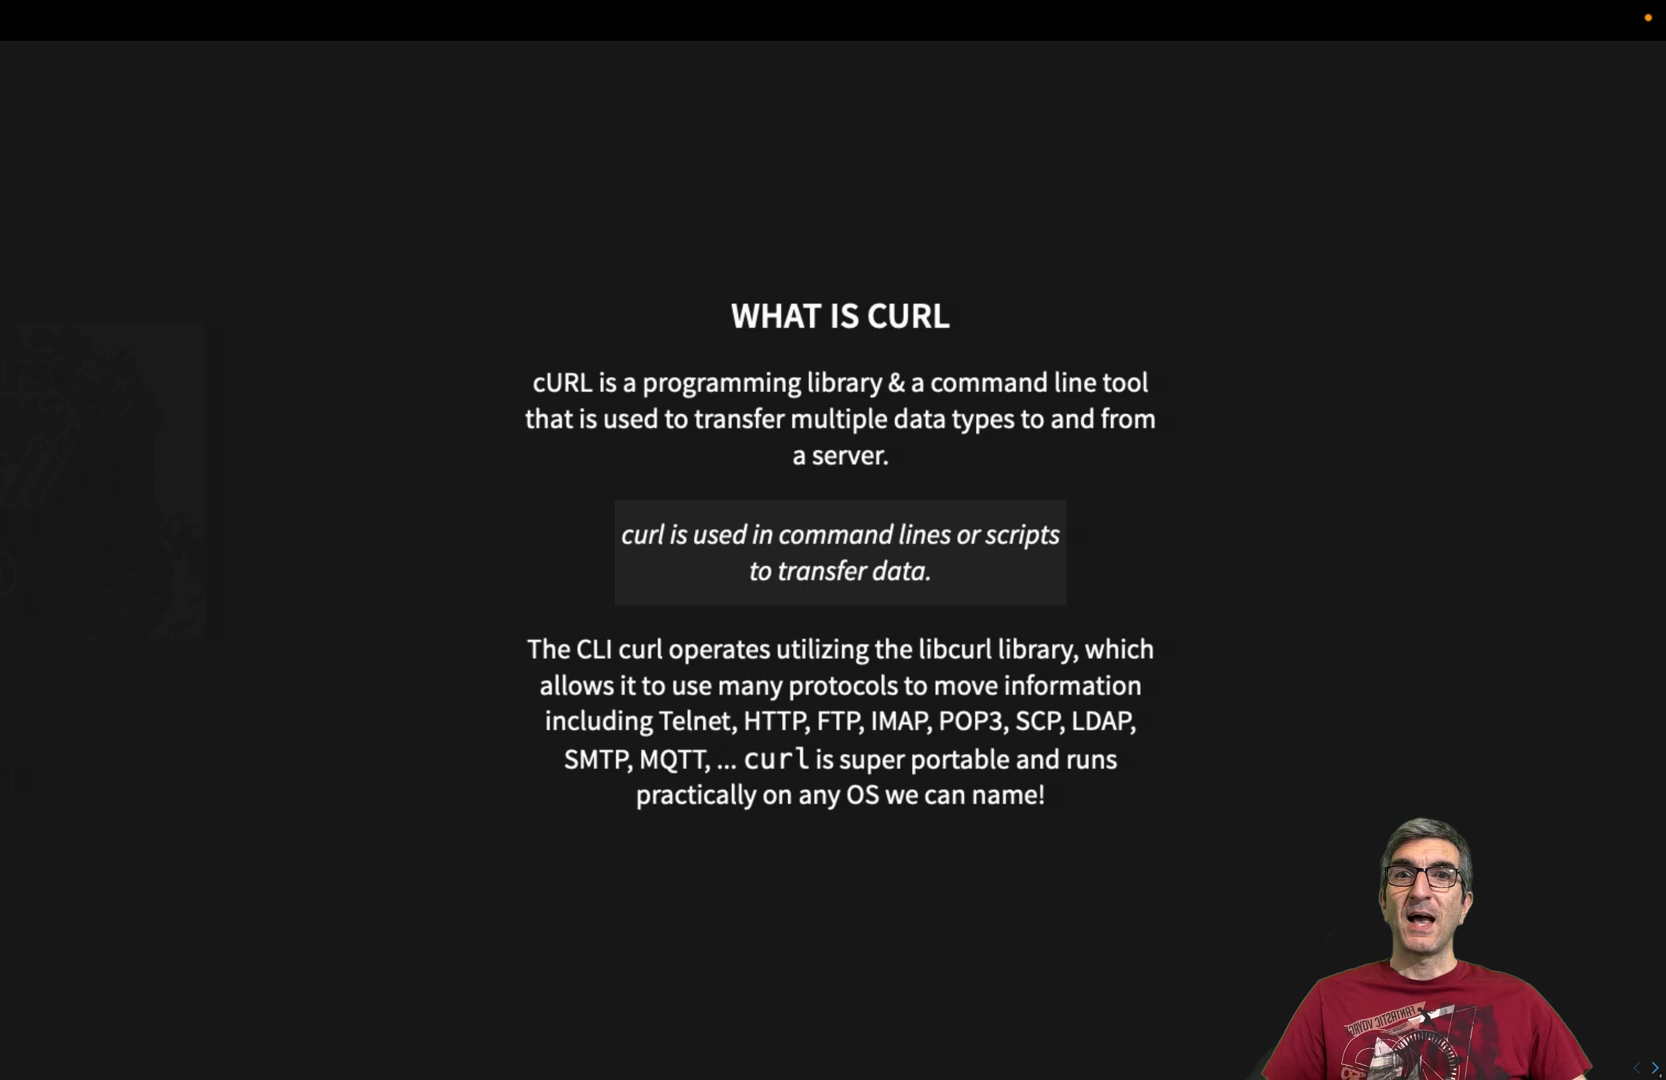 WHAT IS CURL
cURL is a programming library & a command line tool
that is used to transfer multiple data types to and from
a server.
curl is used in command lines or scripts
to transfer data.
The CLI curl operates utilizing the libcurl library, which
allows it to use many protocols to move information
including Telnet, HTTP, FTP, IMAP, POP3, SCP, LDAP,
SMTP, MQTT, ... curl is super portable and runs
practically on any OS we can name!
FANTASTIC VOYAGE